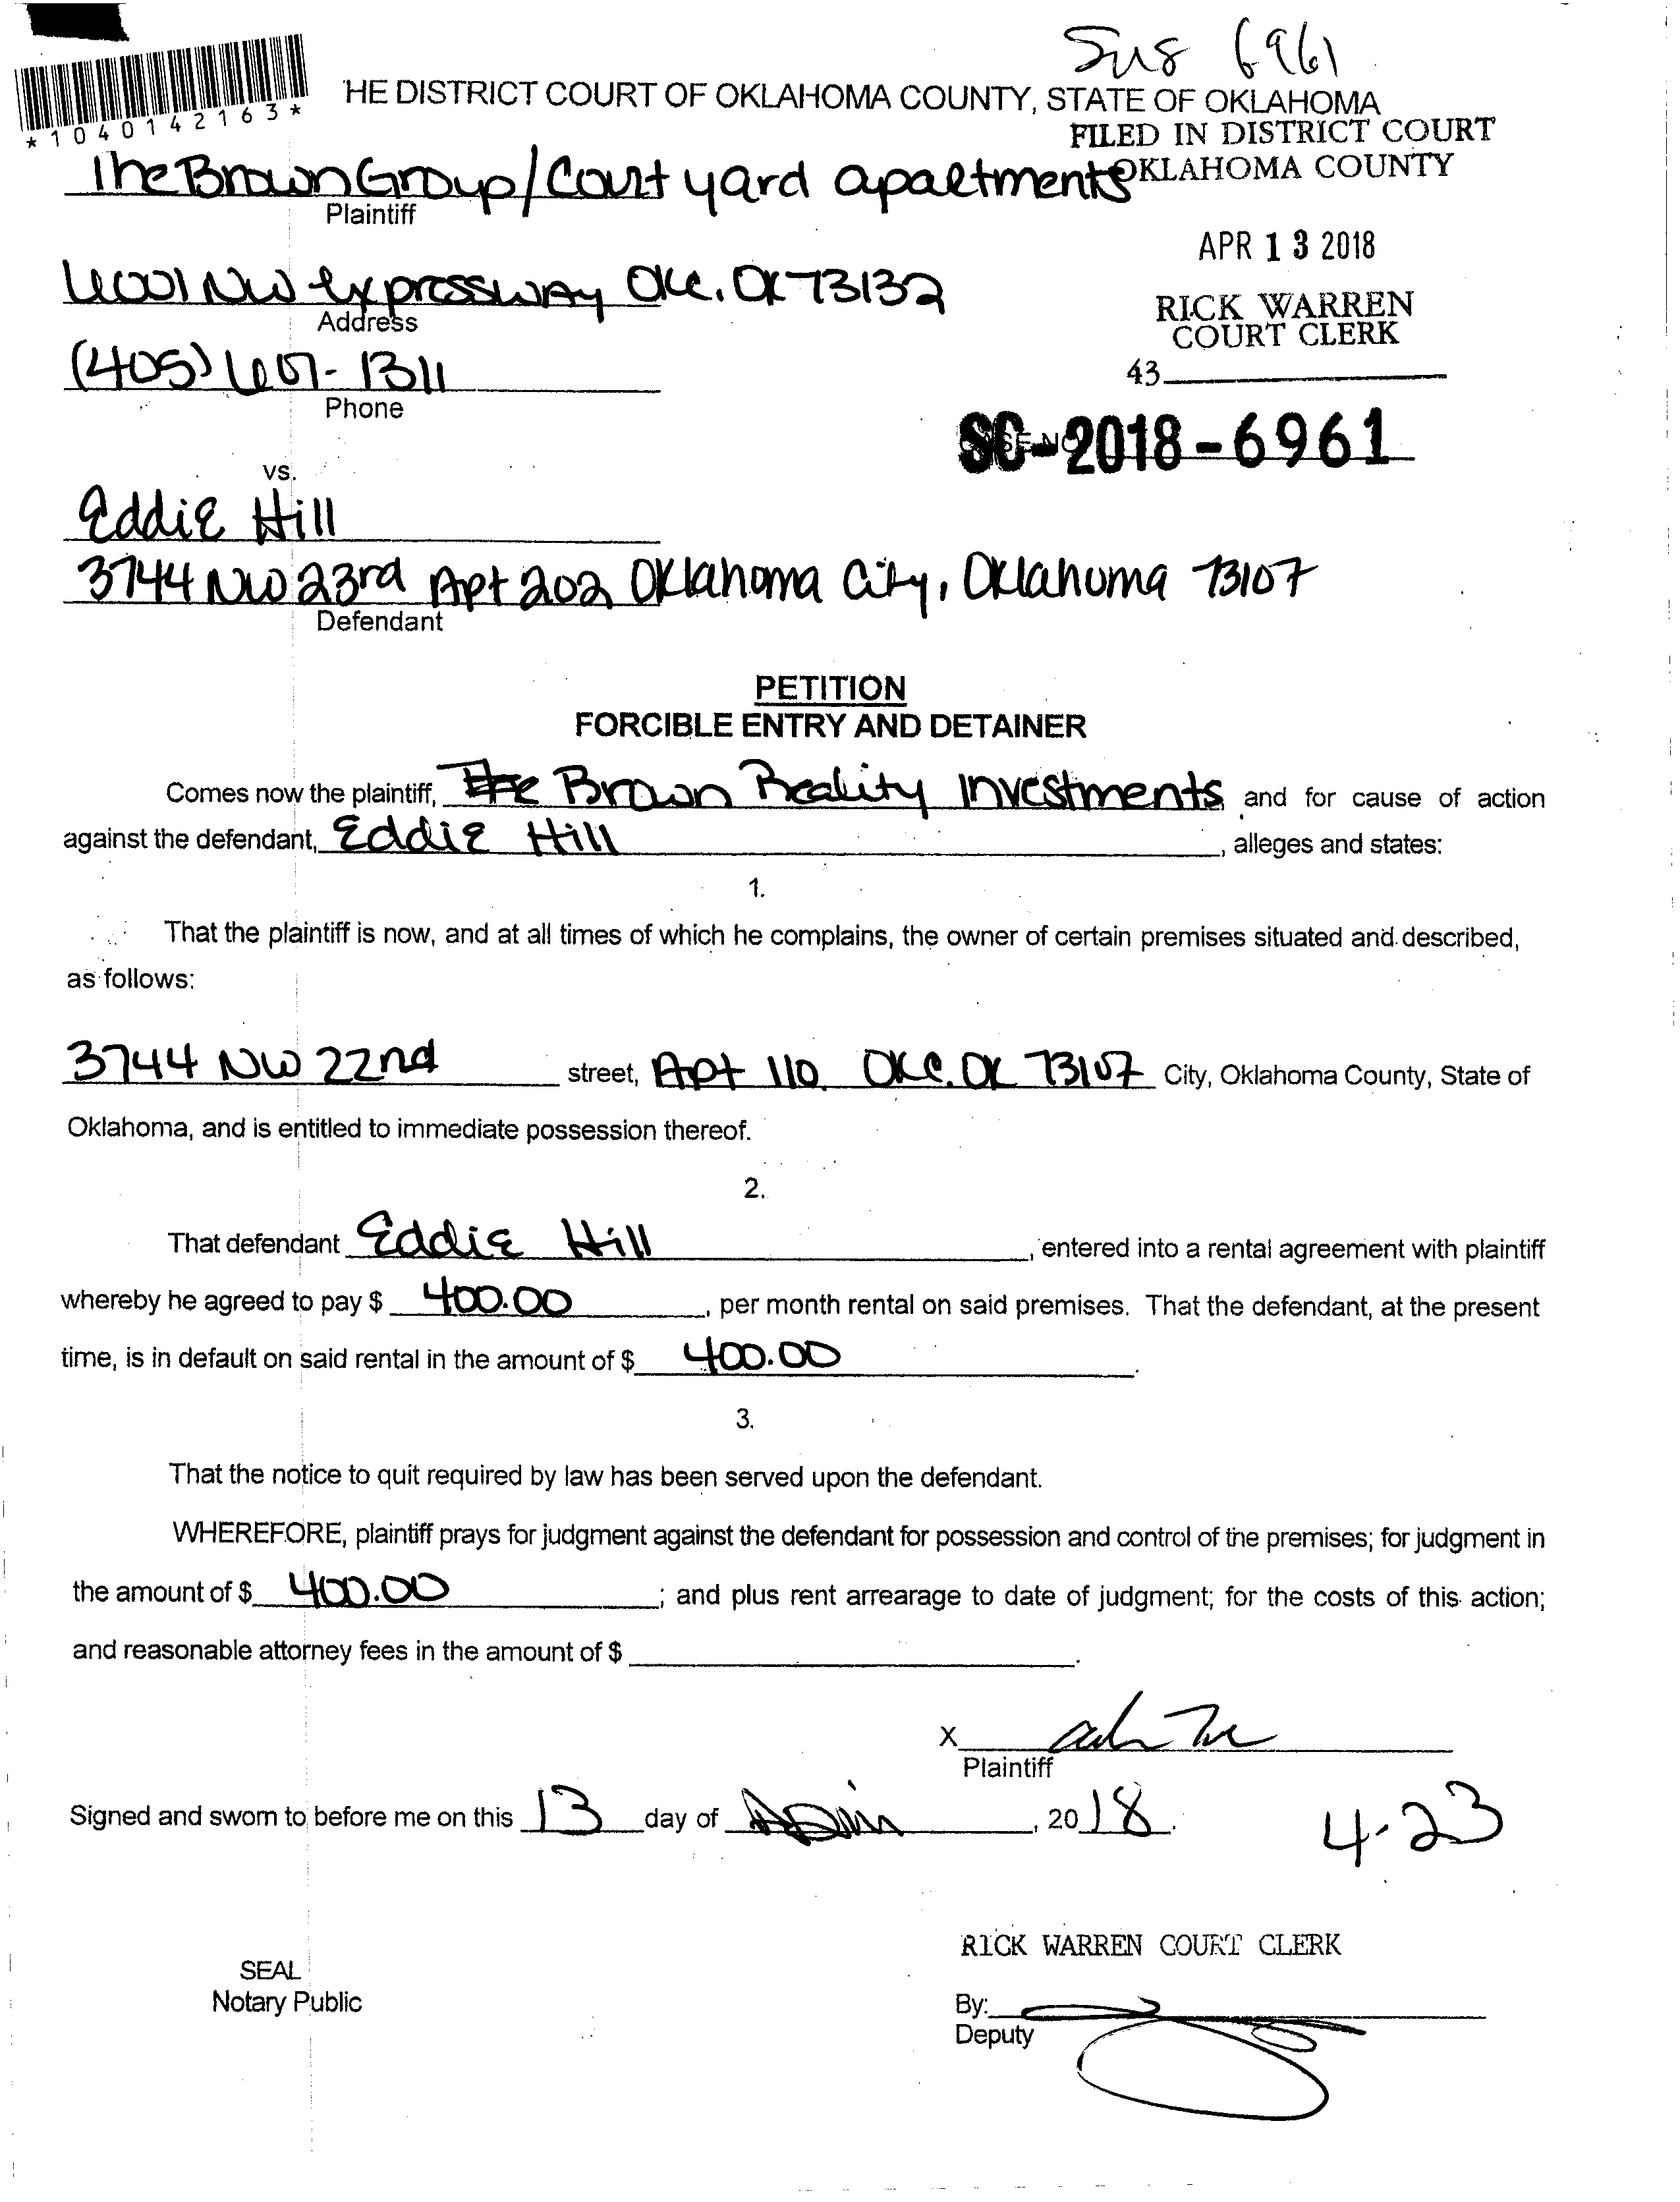 SUS 6961
HE DISTRICT COURT OF OKLAHOMA COUNTY, STATE OF OKLAHOMA
*1040142163*
FILED IN DISTRICT COURT
OKLAHOMA COUNTY
The Brown Group/Court yard apartments
Plaintiff
APR 13 2018
6001 NW Expressway OKC. OK 73132
Address
RICK WARREN
COURT CLERK
(405) 607-1311
Phone
43
SC-2018-6961
vs.
Eddie Hill
3744 NW 23rd Apt 202 Oklahoma City, Oklahoma 73107
Defendant
PETITION
FORCIBLE ENTRY AND DETAINER
Comes now the plaintiff, The Brown Reality Investments, and for cause of action
against the defendant, Eddie Hill, alleges and states:
1.
That the plaintiff is now, and at all times of which he complains, the owner of certain premises situated and described,
as follows:
3744 NW 22nd street, Apt 110. OKC. OK 73107 City, Oklahoma County, State of
Oklahoma, and is entitled to immediate possession thereof.
2.
That defendant Eddie Hill, entered into a rental agreement with plaintiff
whereby he agreed to pay $ 400.00, per month rental on said premises. That the defendant, at the present
time, is in default on said rental in the amount of $ 400.00.
3.
That the notice to quit required by law has been served upon the defendant.
WHEREFORE, plaintiff prays for judgment against the defendant for possession and control of the premises; for judgment in
the amount of $ 400.00; and plus rent arrearage to date of judgment; for the costs of this action;
and reasonable attorney fees in the amount of $ .
X
Plaintiff
Signed and sworn to before me on this 13 day of April, 2018.
4-23
RICK WARREN COURT CLERK
SEAL
Notary Public
By:
Deputy